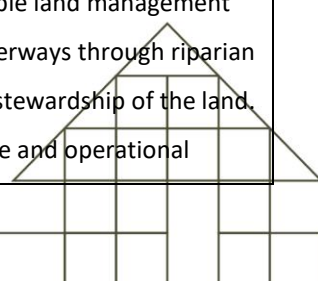 ble land management
erways through riparian
stewardship of the land.
e and operational